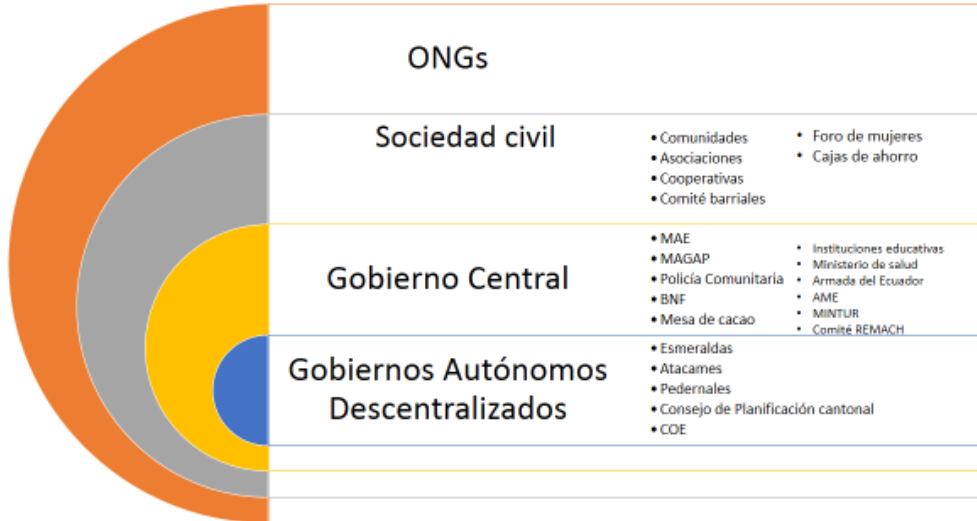 ONGs
Sociedad civil
• Comunidades
• Asociaciones
• Cooperativas
• Comité barriales
• Foro de mujeres
• Cajas de ahorro
Gobierno Central
• MAE
• MAGAP
• Policía Comunitaria
• BNF
• Mesa de cacao
• Instituciones educativas
• Ministerio de salud
• Armada del Ecuador
• AME
• MINTUR
• Comité REMACH
Gobiernos Autónomos
Descentralizados
• Esmeraldas
• Atacames
• Pedernales
• Consejo de Planificación cantonal
• COE